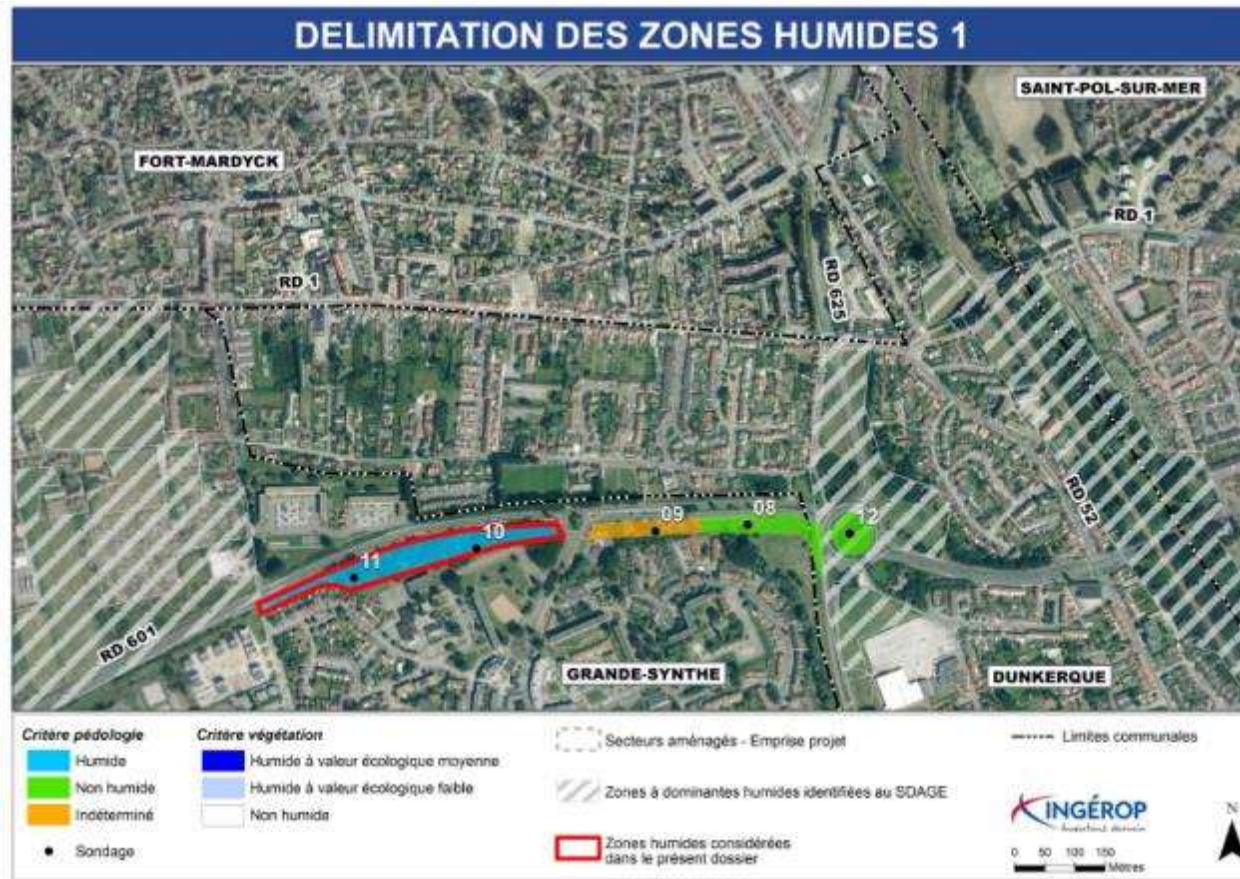 DELIMITATION DES ZONES HUMIDES 1
SAINT-POL-SUR-MER
FORT-MARDYCK
RD 1
RD 1
RD 625
RD 52
09
08
12
10
11
RD 601
GRANDE-SYNTHE
DUNKERQUE
Critère pédologie
Humide
Non humide
Indéterminé
Sondage
Critère végétation
Humide à valeur écologique moyenne
Humide à valeur écologique faible
Non humide
Secteurs aménagés - Emprise projet
Zones à dominantes humides identifiées au SDAGE
Zones humides considérées
dans le présent dossier
Limites communales
INGÉROP
Inventons demain
N
0 50 100 150
Mètres